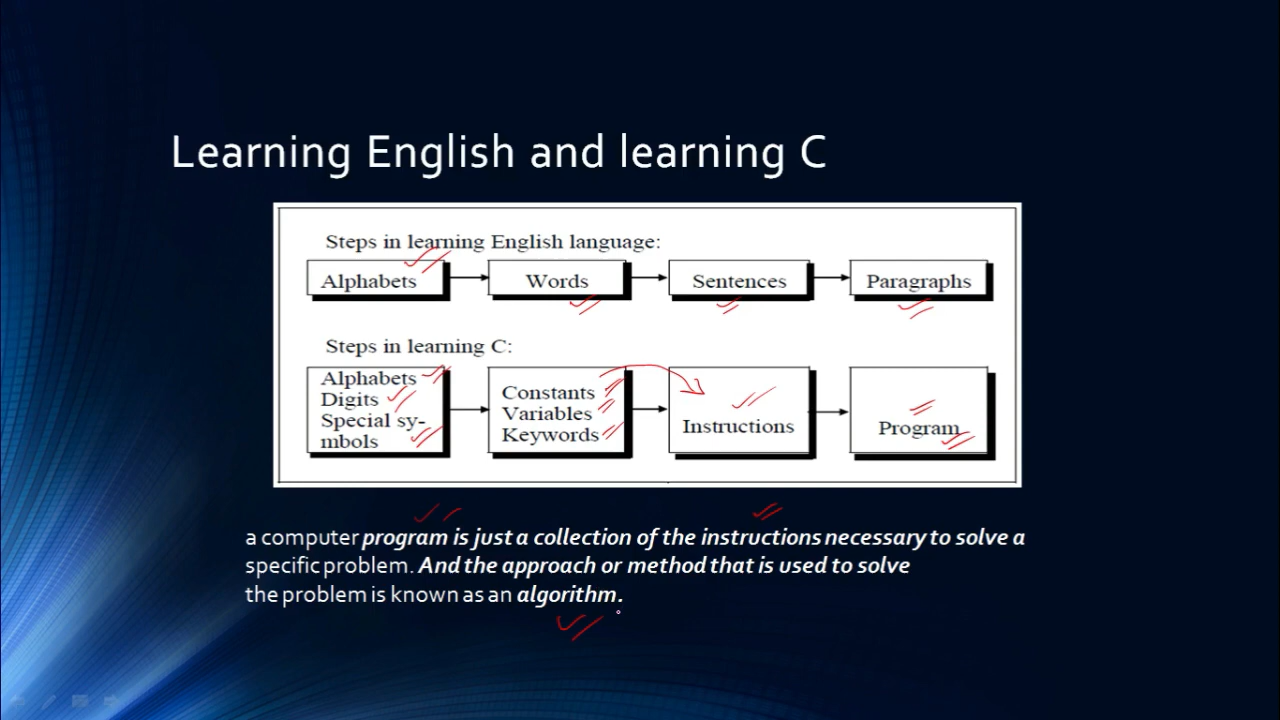 Learning English and learning C
Steps in learning English language:
Alphabets Words Sentences Paragraphs
Steps in learning C:
Alphabets
Digits
Special sy-
mbols
Constants
Variables
Keywords
Instructions
Program
a computer program is just a collection of the instructions necessary to solve a
specific problem. And the approach or method that is used to solve
the problem is known as an algorithm.